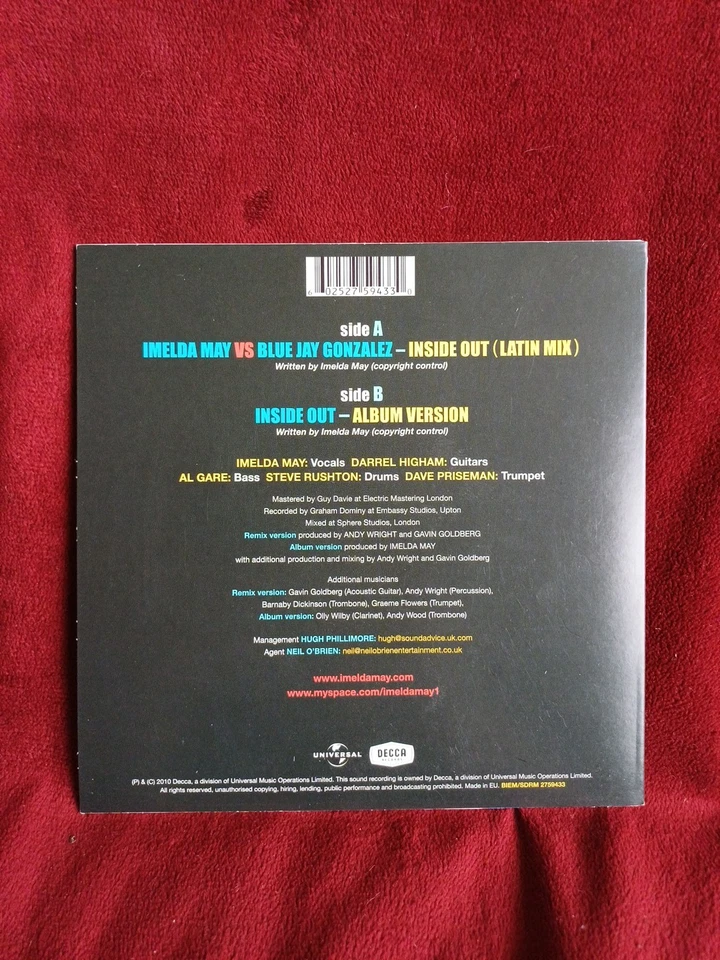 6 02527 59433 0
side A
IMELDA MAY VS BLUE JAY GONZALEZ – INSIDE OUT (LATIN MIX)
Written by Imelda May (copyright control)
side B
INSIDE OUT – ALBUM VERSION
Written by Imelda May (copyright control)
IMELDA MAY: Vocals DARREL HIGHAM: Guitars
AL GARE: Bass STEVE RUSHTON: Drums DAVE PRISEMAN: Trumpet
Mastered by Guy Davie at Electric Mastering London
Recorded by Graham Dominy at Embassy Studios, Upton
Mixed at Sphere Studios, London
Remix version produced by ANDY WRIGHT and GAVIN GOLDBERG
Album version produced by IMELDA MAY
with additional production and mixing by Andy Wright and Gavin Goldberg
Additional musicians
Remix version: Gavin Goldberg (Acoustic Guitar), Andy Wright (Percussion),
Barnaby Dickinson (Trombone), Graeme Flowers (Trumpet),
Album version: Olly Wilby (Clarinet), Andy Wood (Trombone)
Management HUGH PHILLIMORE: hugh@soundadvice.uk.com
Agent NEIL O'BRIEN: neil@neilobrienentertainment.co.uk
www.imeldamay.com
www.myspace.com/imeldamay1
UNIVERSAL
DECCA
RECORDS
(P) & (C) 2010 Decca, a division of Universal Music Operations Limited. This sound recording is owned by Decca, a division of Universal Music Operations Limited.
All rights reserved, unauthorised copying, hiring, lending, public performance and broadcasting prohibited. Made in EU. BIEM/SDRM 2759433